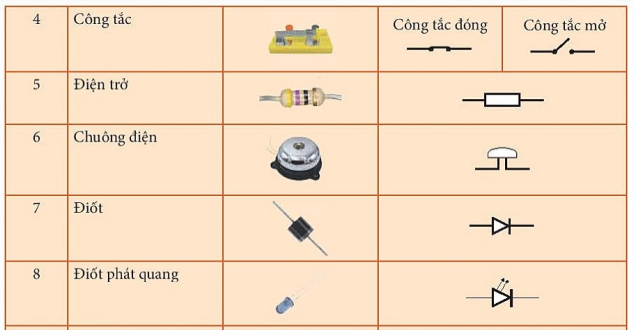 4 Công tắc Công tắc đóng Công tắc mở
5 Điện trở
6 Chuông điện
7 Điốt
8 Điốt phát quang